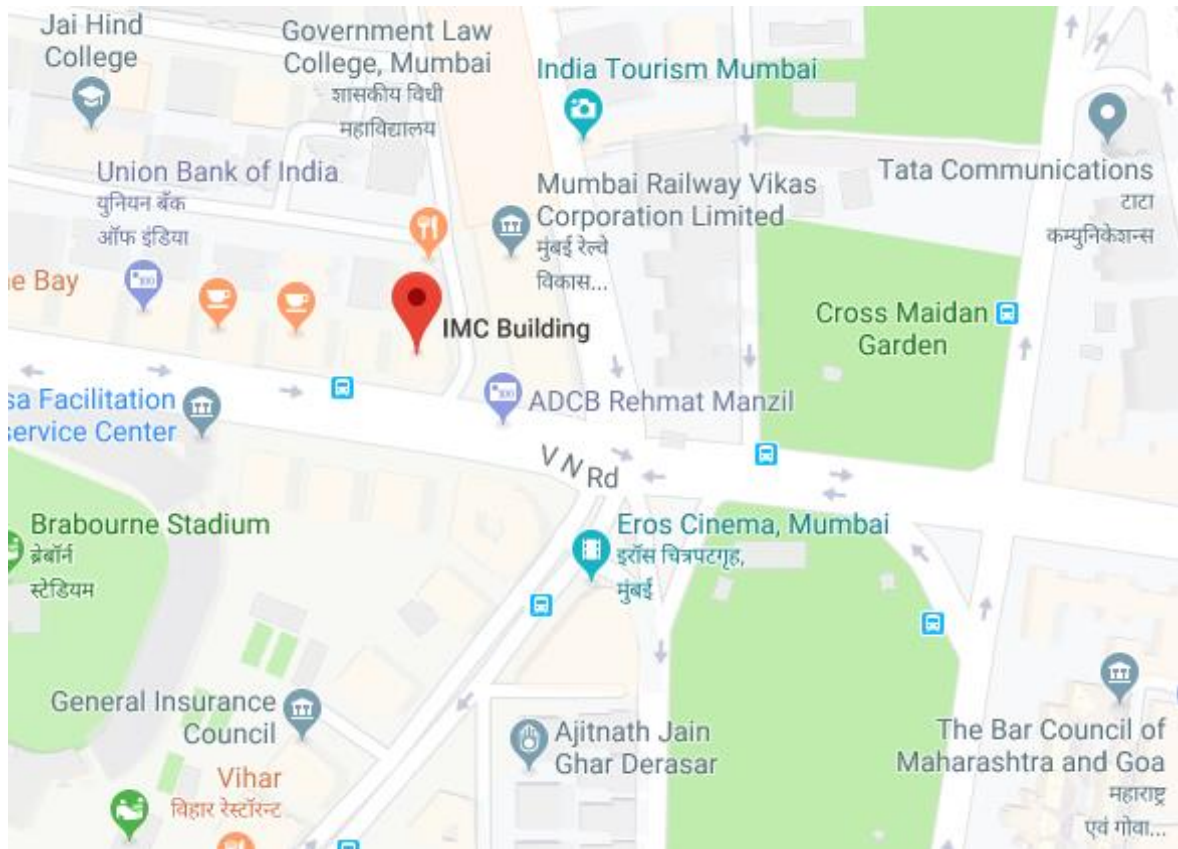 Jai Hind
College
Government Law
College, Mumbai
शासकीय विधी
महाविद्यालय
India Tourism Mumbai
Tata Communications
टाटा
कम्युनिकेशन्स
Union Bank of India
युनियन बँक
ऑफ इंडिया
Mumbai Railway Vikas
Corporation Limited
मुंबई रेल्वे
विकास...
e Bay
IMC Building
Cross Maidan
Garden
sa Facilitation
service Center
ADCB Rehmat Manzil
V N Rd
Brabourne Stadium
ब्रेबॉर्न
स्टेडियम
Eros Cinema, Mumbai
इरॉस चित्रपटगृह,
मुंबई
General Insurance
Council
Ajitnath Jain
Ghar Derasar
The Bar Council of
Maharashtra and Goa
महाराष्ट्र
एवं गोवा...
Vihar
विहार रेस्टॉरन्ट